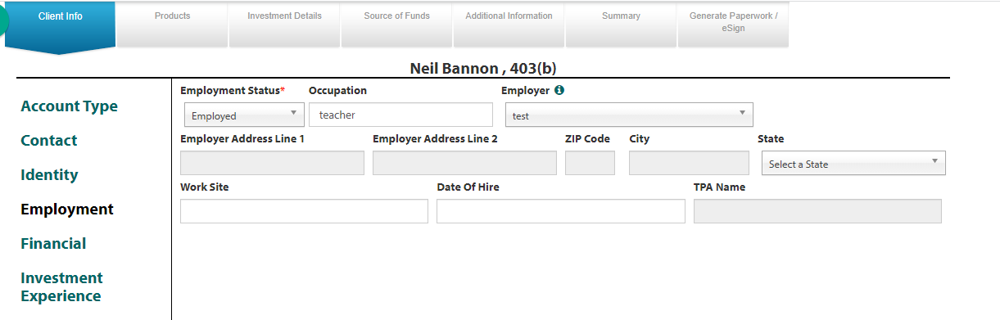 Client Info
Products
Investment Details
Source of Funds
Additional Information
Summary
Generate Paperwork /
eSign
Neil Bannon , 403(b)
Account Type
Contact
Identity
Employment
Financial
Investment
Experience
Employment Status*
Occupation
Employer
Employed
teacher
test
Employer Address Line 1
Employer Address Line 2
ZIP Code
City
State
Select a State
Work Site
Date Of Hire
TPA Name